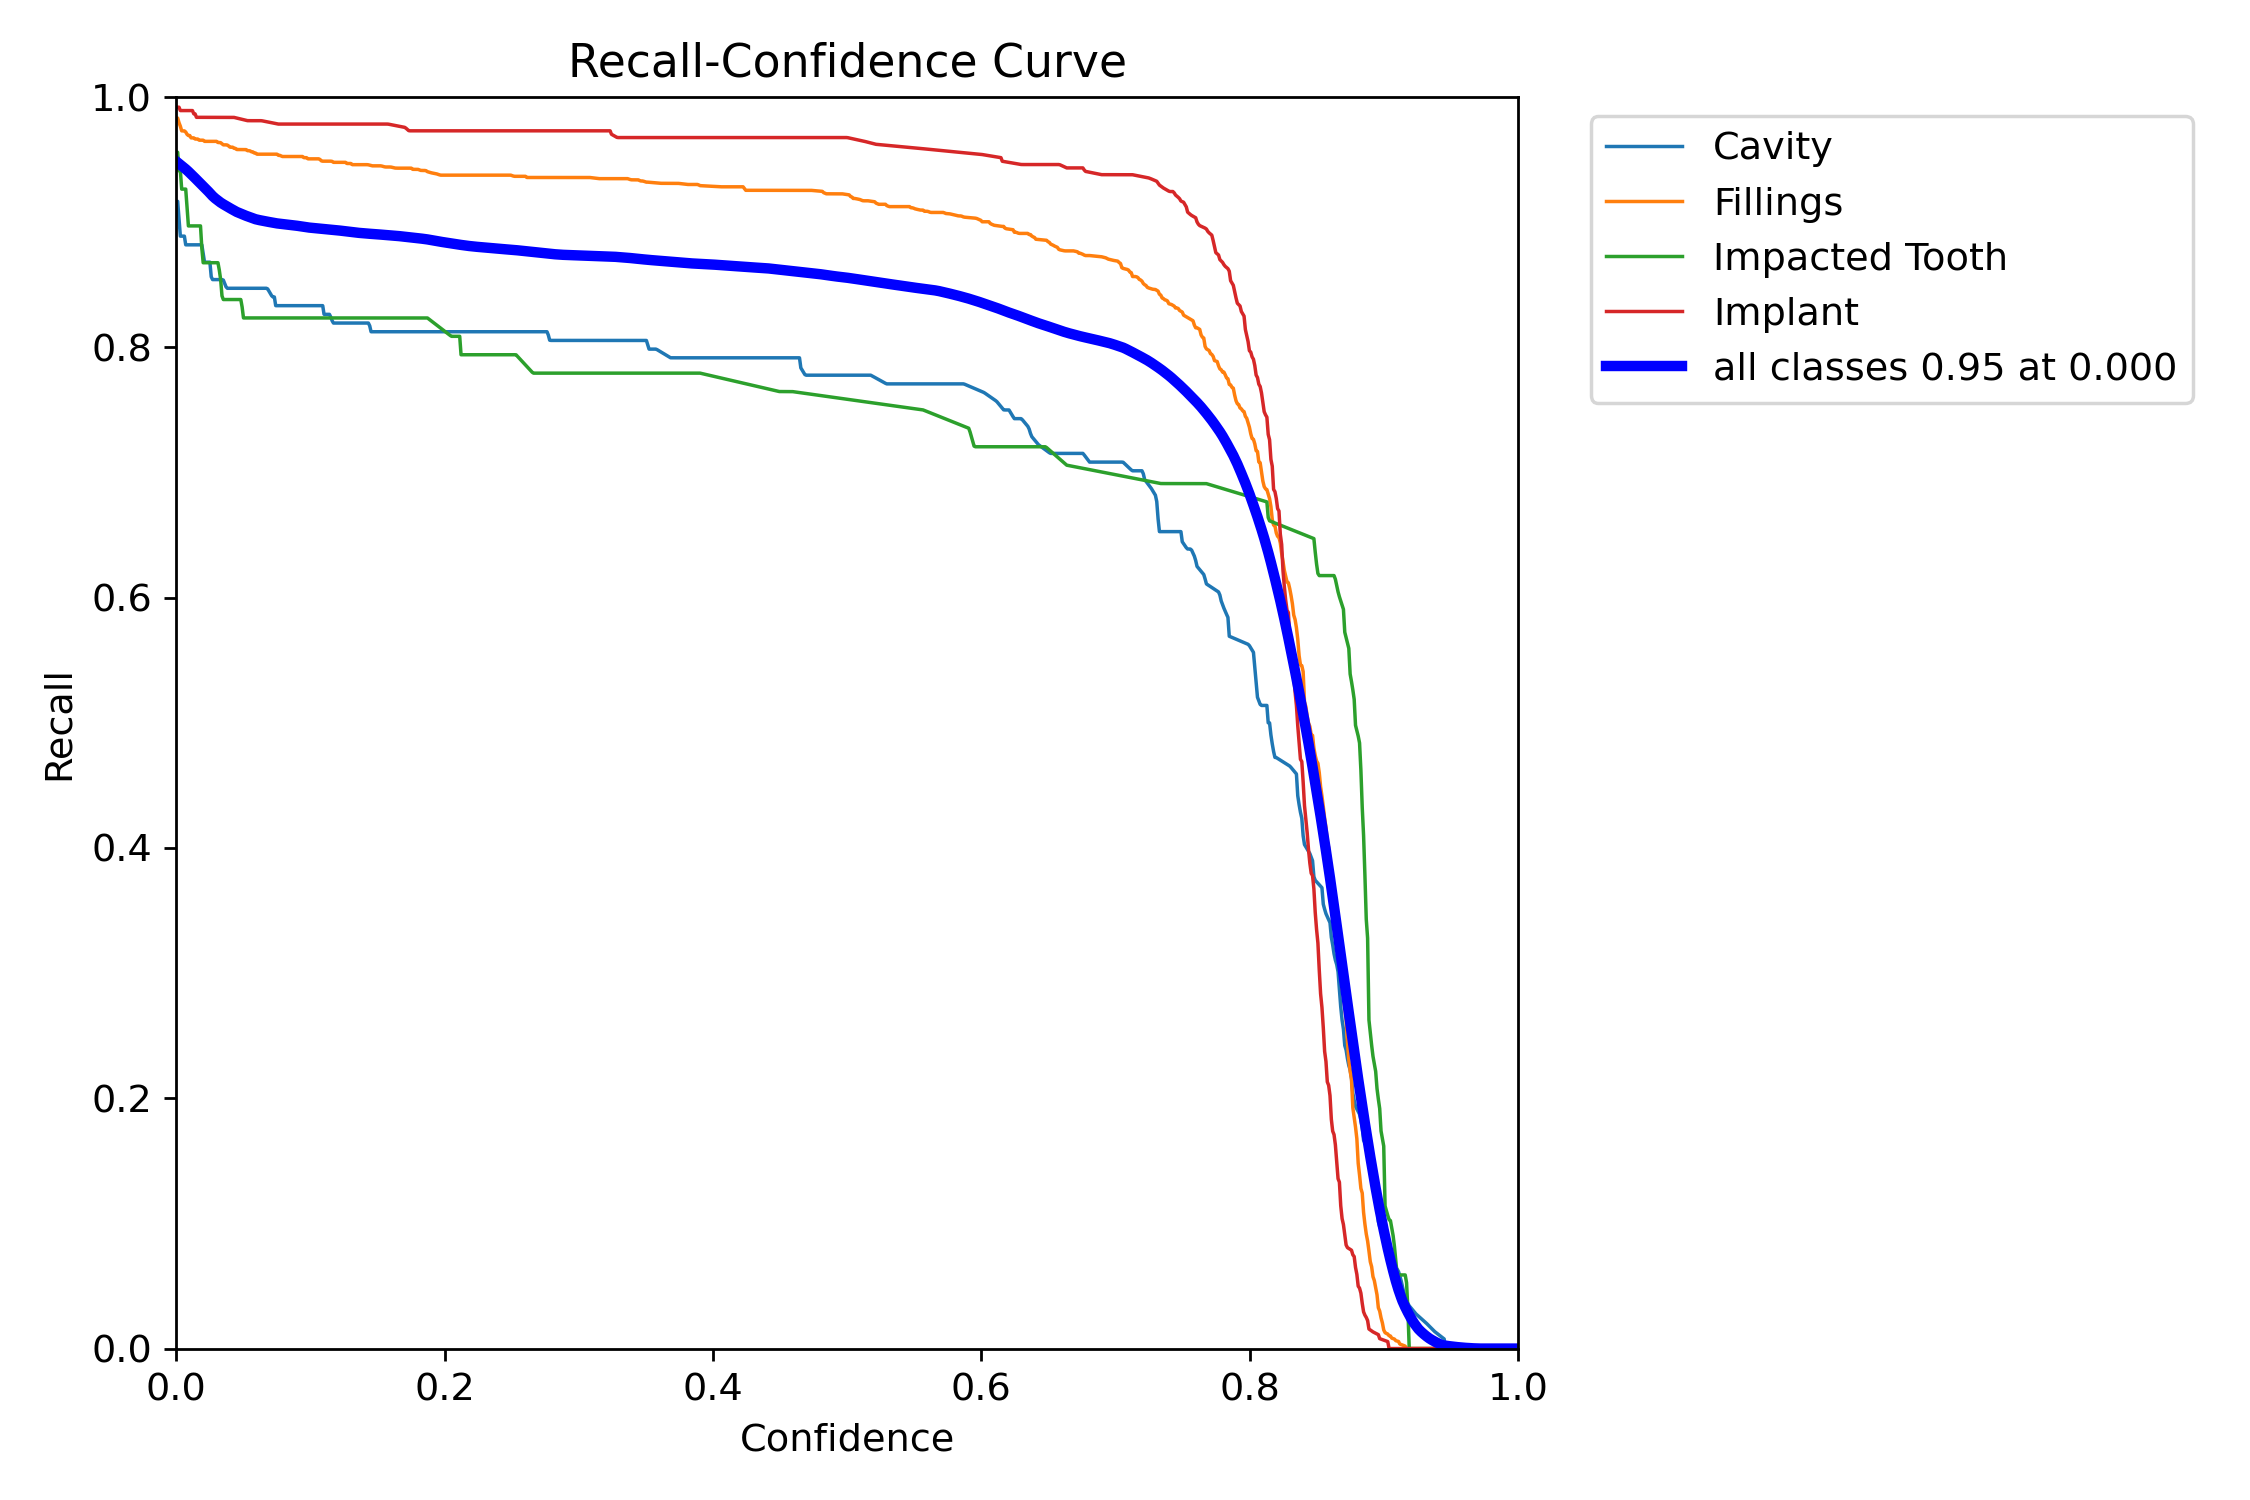 Recall-Confidence Curve
1.0
0.8
0.6
0.4
0.2
0.0
Recall
0.0 0.2 0.4 0.6 0.8 1.0
Confidence
Cavity
Fillings
Impacted Tooth
Implant
all classes 0.95 at 0.000